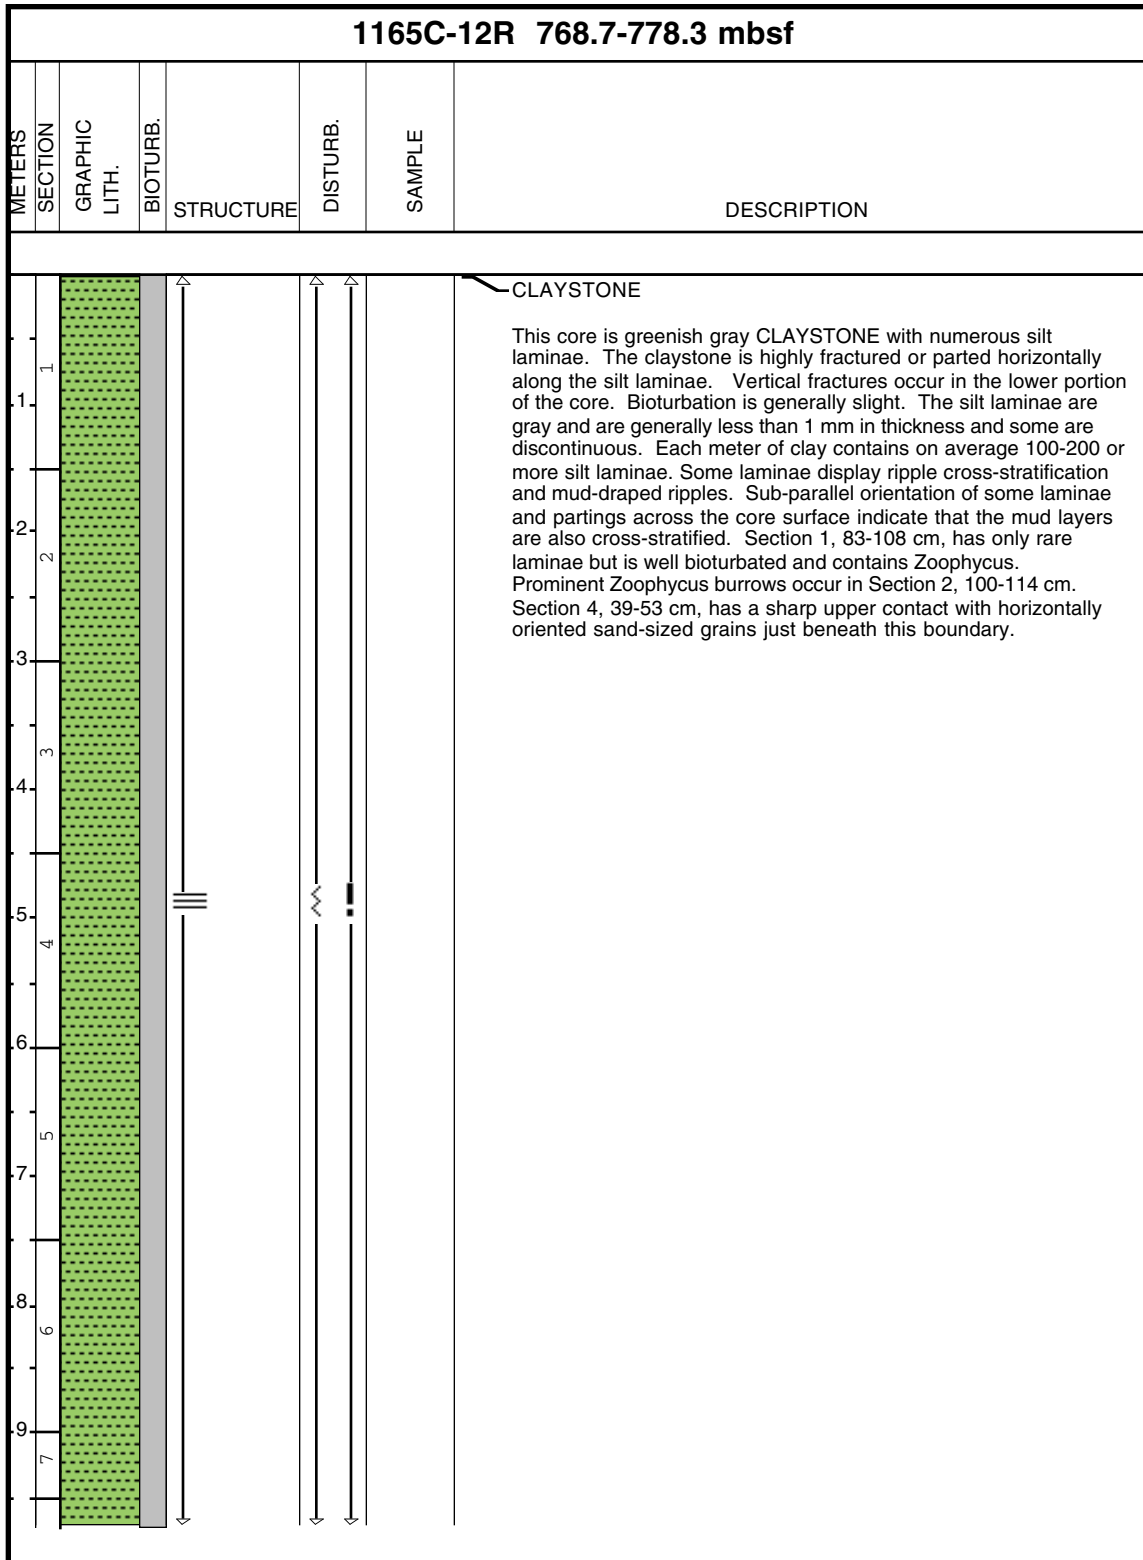 1165C-12R 768.7-778.3 mbsf
METERS
SECTION
GRAPHIC
LITH.
BIOTURB.
STRUCTURE
DISTURB.
SAMPLE
DESCRIPTION
CLAYSTONE
This core is greenish gray CLAYSTONE with numerous silt
laminae. The claystone is highly fractured or parted horizontally
along the silt laminae. Vertical fractures occur in the lower portion
of the core. Bioturbation is generally slight. The silt laminae are
gray and are generally less than 1 mm in thickness and some are
discontinuous. Each meter of clay contains on average 100-200 or
more silt laminae. Some laminae display ripple cross-stratification
and mud-draped ripples. Sub-parallel orientation of some laminae
and partings across the core surface indicate that the mud layers
are also cross-stratified. Section 1, 83-108 cm, has only rare
laminae but is well bioturbated and contains Zoophycus.
Prominent Zoophycus burrows occur in Section 2, 100-114 cm.
Section 4, 39-53 cm, has a sharp upper contact with horizontally
oriented sand-sized grains just beneath this boundary.
1
1
2
2
3
3
4
5
4
6
5
7
8
6
9
7